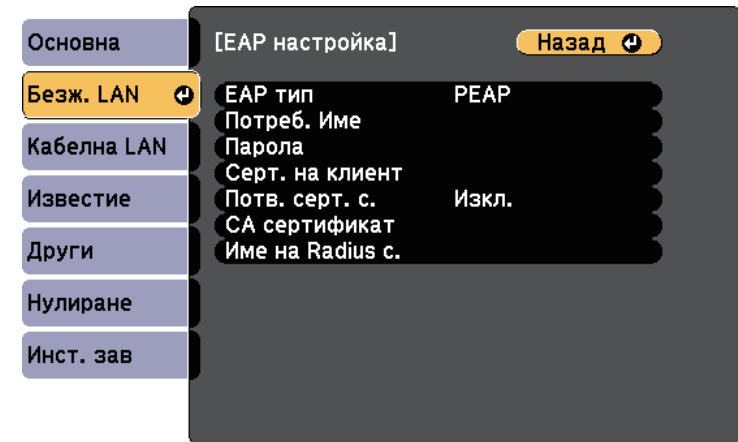 Основна
Безж. LAN
Кабелна LAN
Известие
Други
Нулиране
Инст. зав
[EAP настройка]
Назад
EAP тип PEAP
Потреб. Име
Парола
Серт. на клиент
Потв. серт. с. Изкл.
CA сертификат
Име на Radius с.